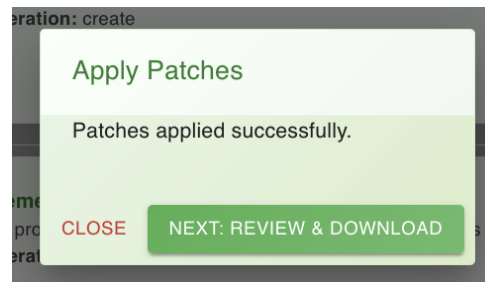 eration: create
Apply Patches
Patches applied successfully.
CLOSE
NEXT: REVIEW & DOWNLOAD